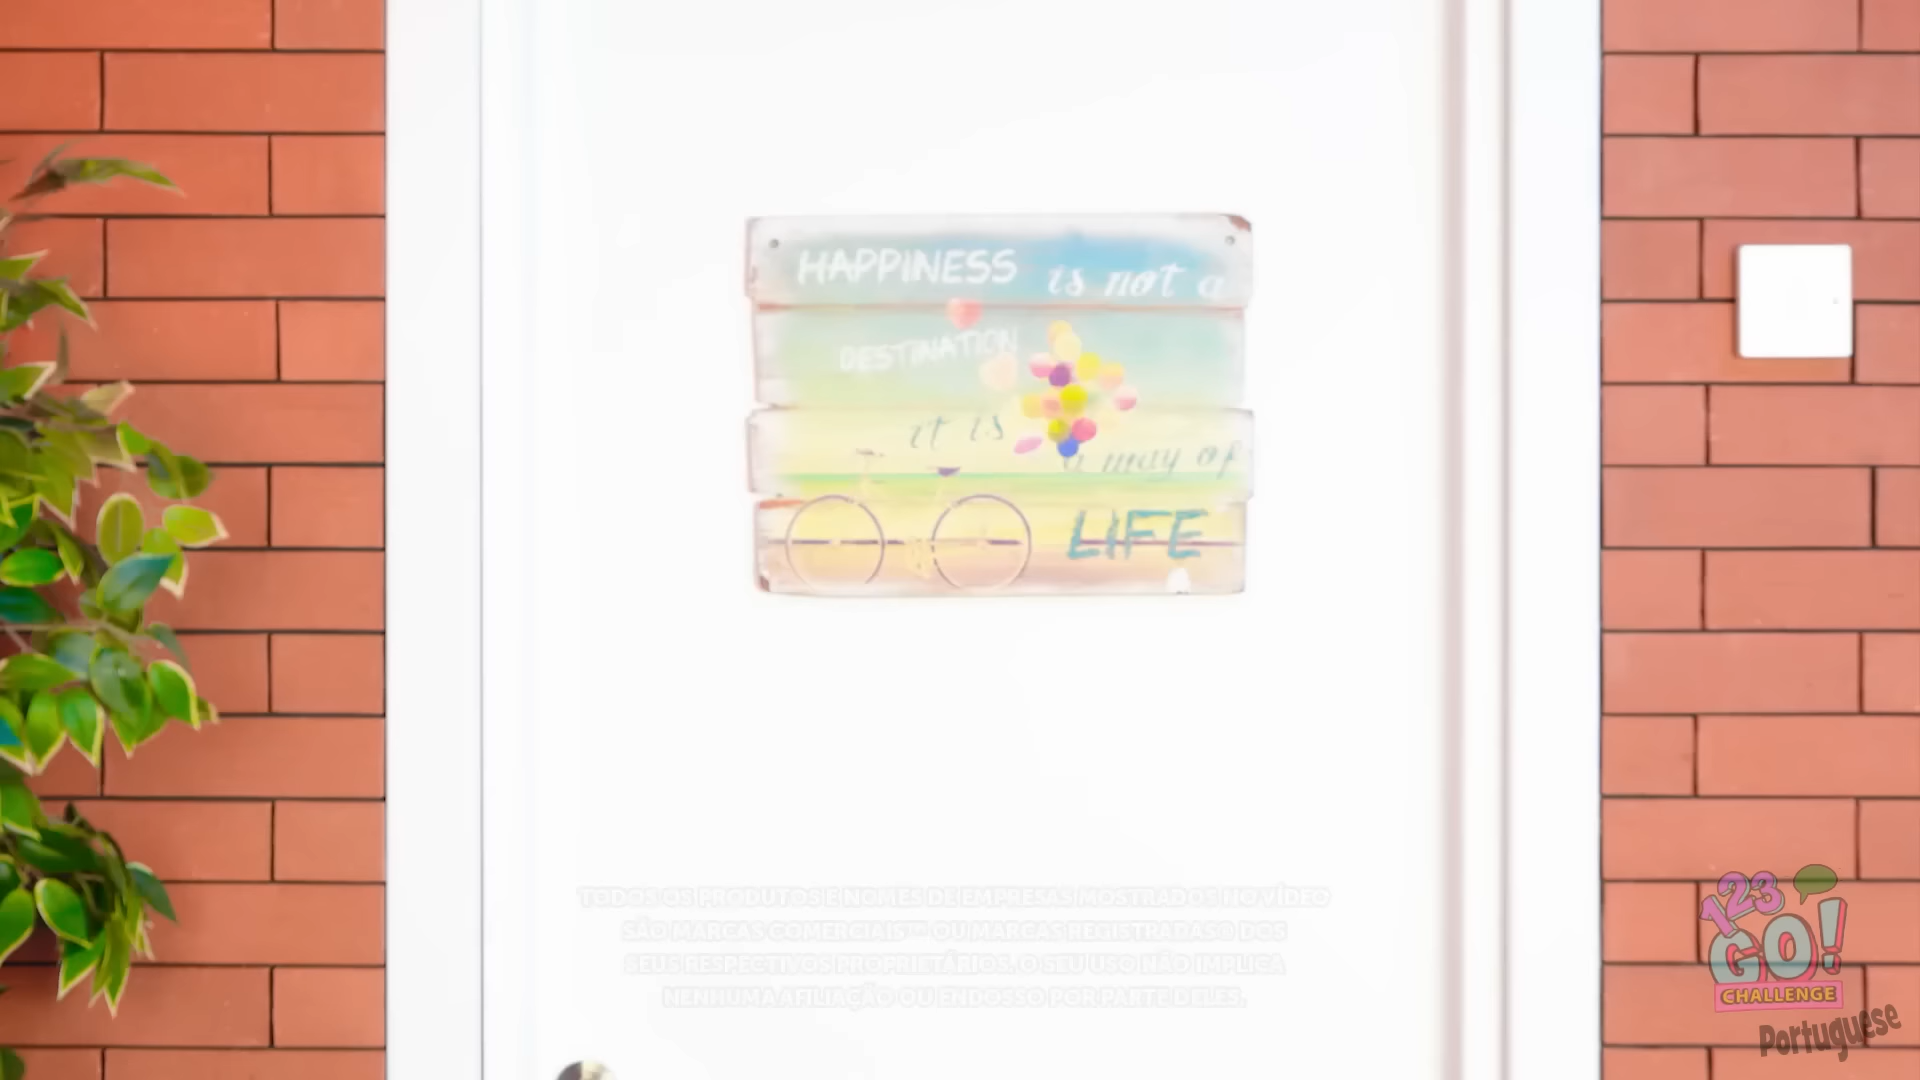 HAPPINESS is not a
DESTINATION
it is
a way of
LIFE
TODOS OS PRODUTOS E NOMES DE EMPRESAS MOSTRADOS NO VÍDEO
SÃO MARCAS COMERCIAIS™ OU MARCAS REGISTRADAS® DOS
SEUS RESPECTIVOS PROPRIETÁRIOS. O SEU USO NÃO IMPLICA
NENHUMA AFILIAÇÃO OU ENDOSSO POR PARTE DELES.
123
GO!
CHALLENGE
Portuguese